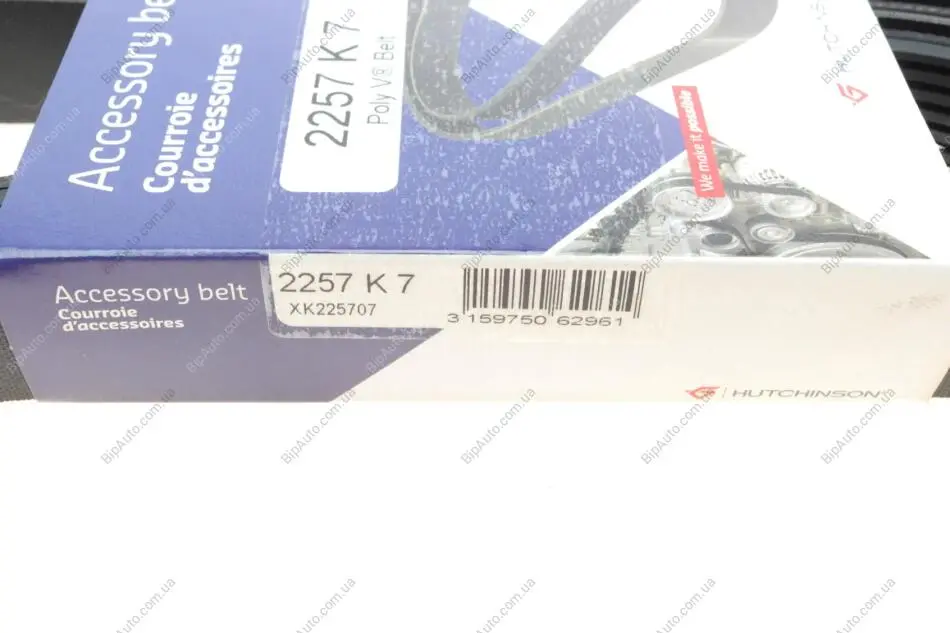 Accessory be
Courroie
d'accessoires
2257 K 7
Poly V® Belt
We make it possible
Accessory belt
Courroie
d'accessoires
2257 K 7
XK225707
3 159750 62961
HUTCHINSON®
BipAuto.com.ua